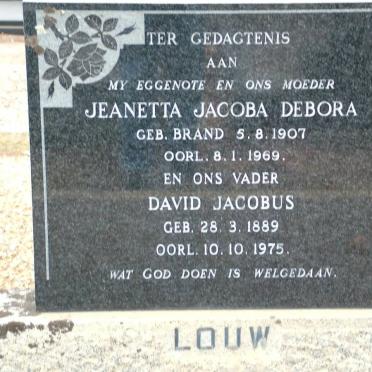 TER GEDAGTENIS
AAN
MY EGGENOTE EN ONS MOEDER
JEANETTA JACOBA DEBORA
GEB. BRAND 5.8.1907
OORL. 8.1.1969.
EN ONS VADER
DAVID JACOBUS
GEB. 28.3.1889
OORL. 10.10.1975.
WAT GOD DOEN IS WELGEDAAN.
LOUW